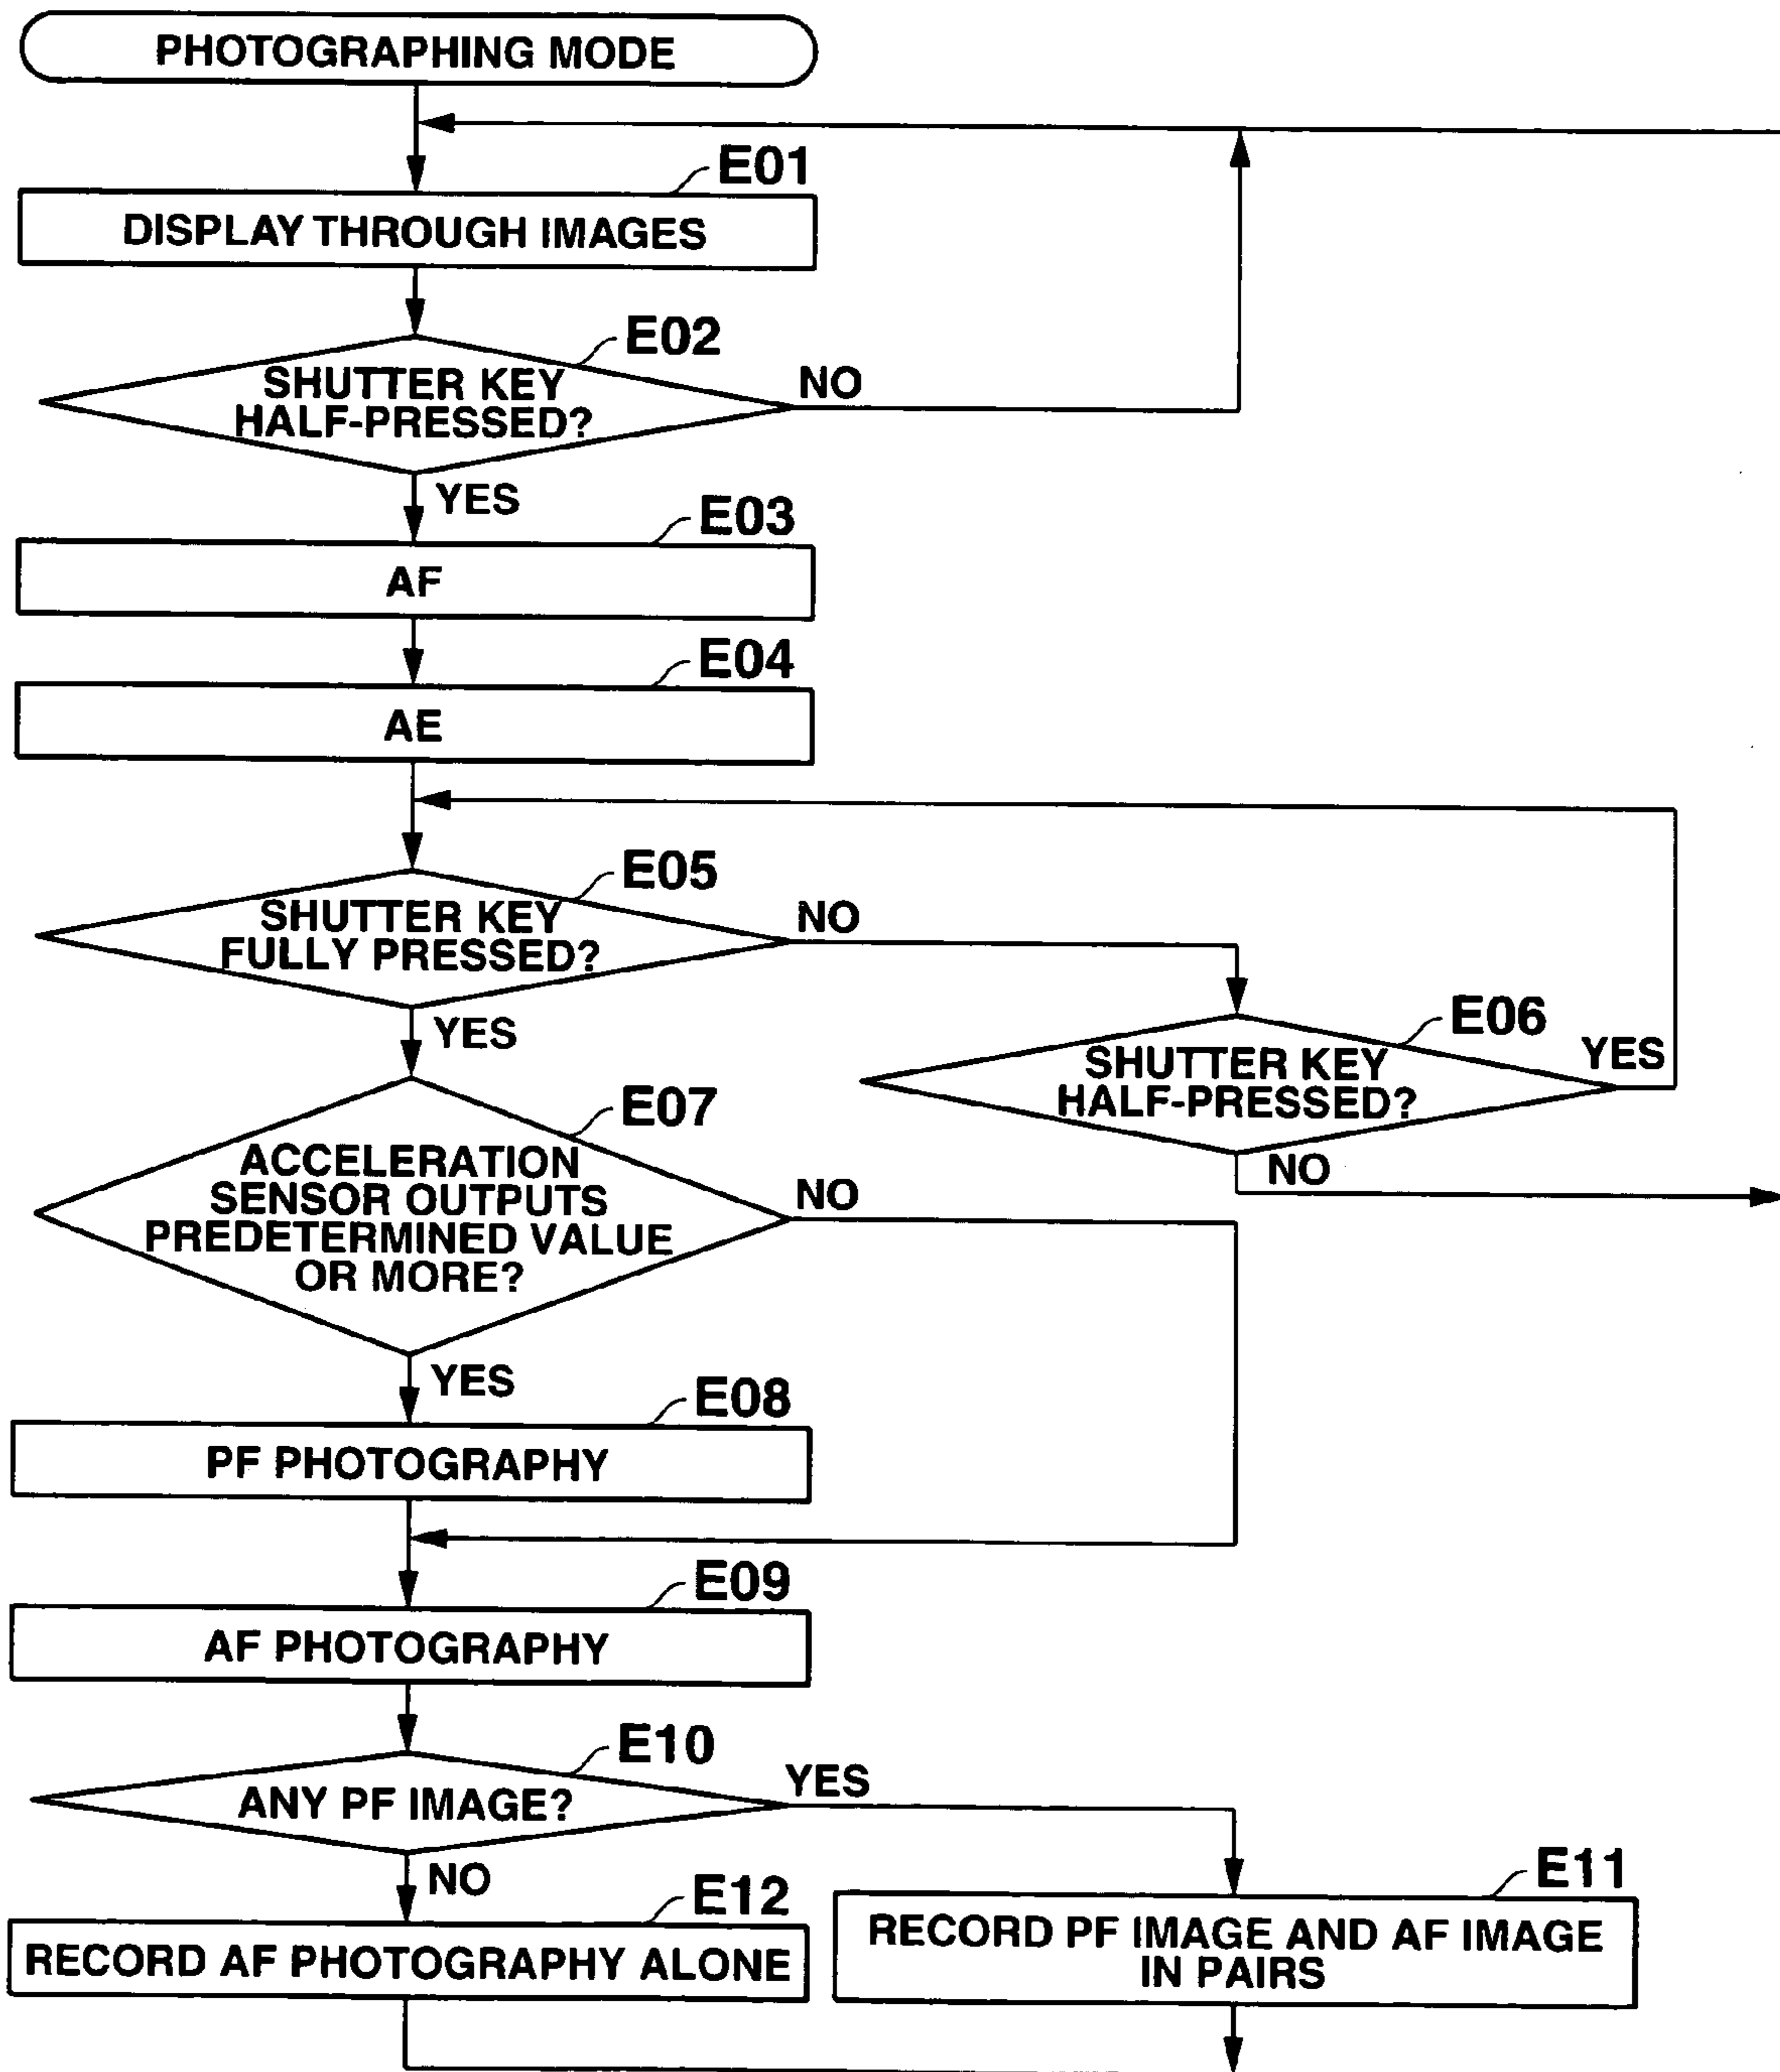 PHOTOGRAPHING MODE
E01
DISPLAY THROUGH IMAGES
E02
SHUTTER KEY
HALF-PRESSED?
NO
YES
E03
AF
E04
AE
E05
SHUTTER KEY
FULLY PRESSED?
NO
YES
E06
SHUTTER KEY
HALF-PRESSED?
YES
NO
E07
ACCELERATION
SENSOR OUTPUTS
PREDETERMINED VALUE
OR MORE?
NO
YES
E08
PF PHOTOGRAPHY
E09
AF PHOTOGRAPHY
E10
ANY PF IMAGE?
YES
NO
E11
RECORD PF IMAGE AND AF IMAGE
IN PAIRS
E12
RECORD AF PHOTOGRAPHY ALONE